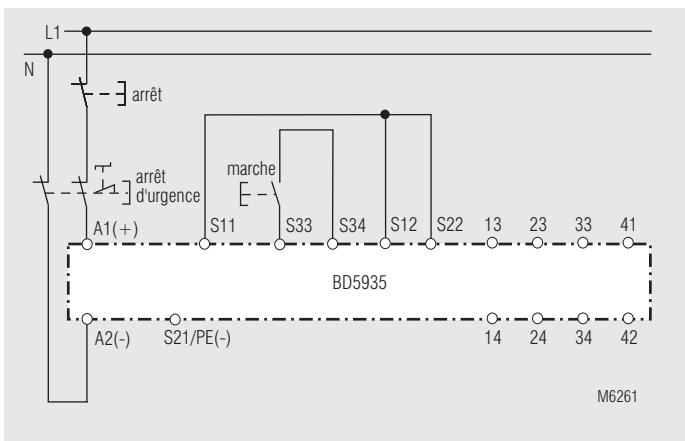 L1
N
arrêt
marche
arrêt
d'urgence
A1(+)
S11
S33
S34
S12
S22
13
23
33
41
BD5935
A2(-)
S21/PE(-)
14
24
34
42
M6261